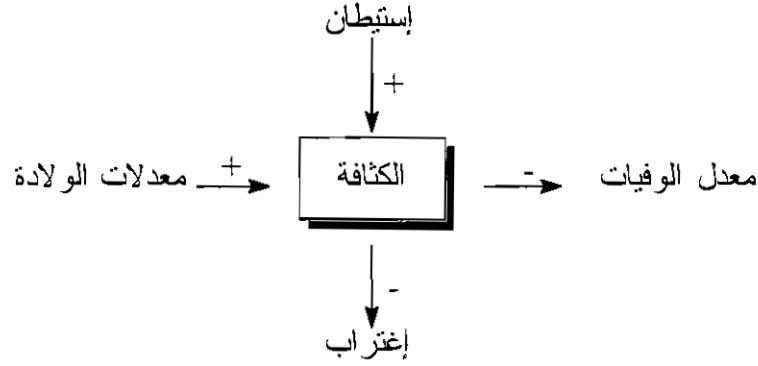 إستيطان
+
معدل الوفيات - الكثافة + معدلات الولادة
-
إغتراب